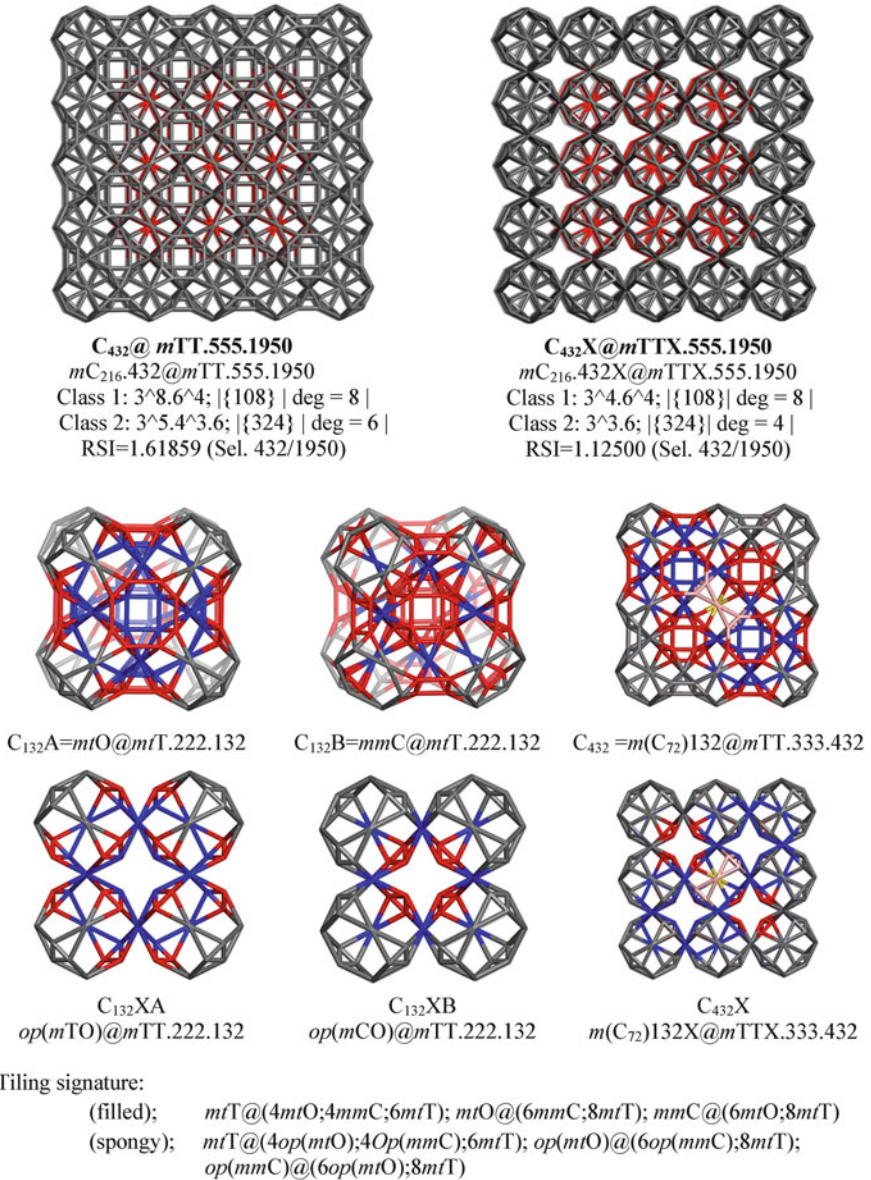 C₄₃₂@ mTT.555.1950
mC₂₁₆.432@mTT.555.1950
Class 1: 3^8.6^4; |{108} | deg = 8 |
Class 2: 3^5.4^3.6; |{324} | deg = 6 |
RSI=1.61859 (Sel. 432/1950)
C₄₃₂X@mTTX.555.1950
mC₂₁₆.432X@mTTX.555.1950
Class 1: 3^4.6^4; |{108}| deg = 8 |
Class 2: 3^3.6; |{324}| deg = 4 |
RSI=1.12500 (Sel. 432/1950)
C₁₃₂A=mtO@mtT.222.132
C₁₃₂B=mmC@mtT.222.132
C₄₃₂ =m(C₇₂)132@mTT.333.432
C₁₃₂XA
op(mTO)@mTT.222.132
C₁₃₂XB
op(mCO)@mTT.222.132
C₄₃₂X
m(C₇₂)132X@mTTX.333.432
Tiling signature:
(filled); mtT@(4mtO;4mmC;6mtT); mtO@(6mmC;8mtT); mmC@(6mtO;8mtT)
(spongy); mtT@(4op(mtO);4Op(mmC);6mtT); op(mtO)@(6op(mmC);8mtT);
op(mmC)@(6op(mtO);8mtT)